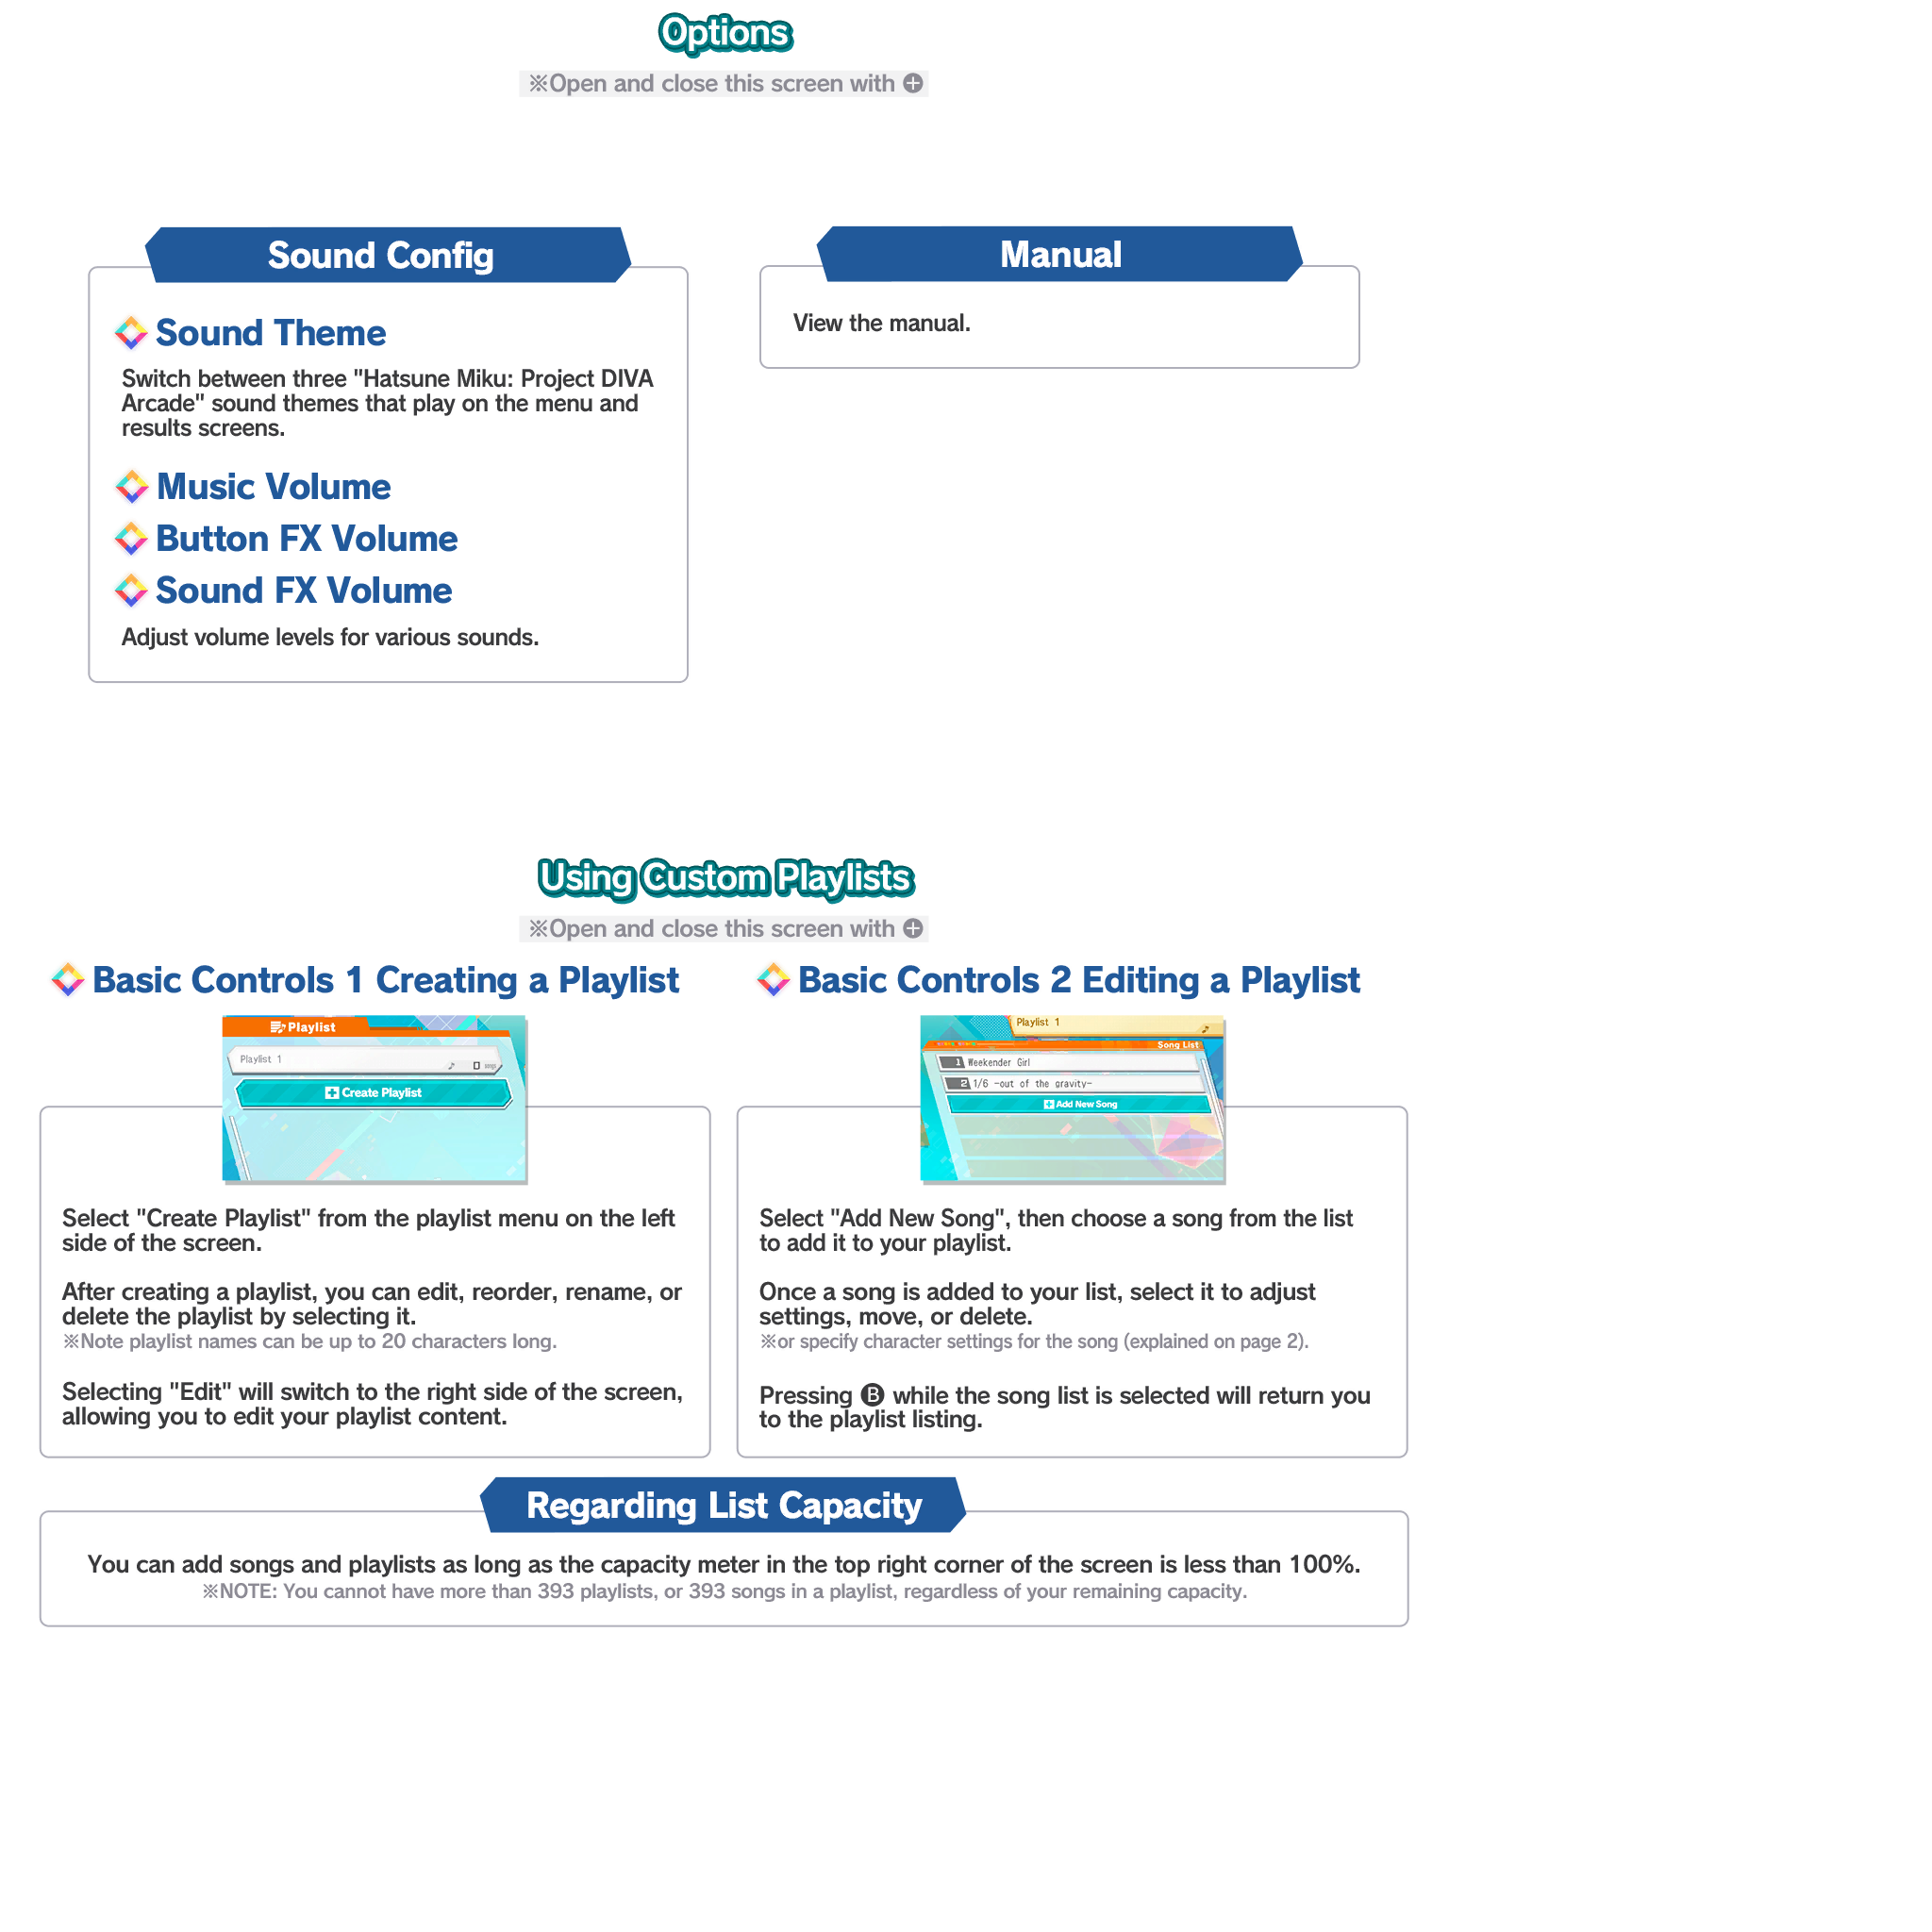 Options
※Open and close this screen with ⊕
Sound Config
Sound Theme
Switch between three "Hatsune Miku: Project DIVA
Arcade" sound themes that play on the menu and
results screens.
Music Volume
Button FX Volume
Sound FX Volume
Adjust volume levels for various sounds.
Manual
View the manual.
Using Custom Playlists
※Open and close this screen with ⊕
Basic Controls 1 Creating a Playlist
Playlist
Playlist 1
0 songs
Create Playlist
Select "Create Playlist" from the playlist menu on the left
side of the screen.
After creating a playlist, you can edit, reorder, rename, or
delete the playlist by selecting it.
※Note playlist names can be up to 20 characters long.
Selecting "Edit" will switch to the right side of the screen,
allowing you to edit your playlist content.
Basic Controls 2 Editing a Playlist
Playlist 1
Song List
1 Weekender Girl
2 1/6 -out of the gravity-
Add New Song
Select "Add New Song", then choose a song from the list
to add it to your playlist.
Once a song is added to your list, select it to adjust
settings, move, or delete.
※or specify character settings for the song (explained on page 2).
Pressing Ⓑ while the song list is selected will return you
to the playlist listing.
Regarding List Capacity
You can add songs and playlists as long as the capacity meter in the top right corner of the screen is less than 100%.
※NOTE: You cannot have more than 393 playlists, or 393 songs in a playlist, regardless of your remaining capacity.